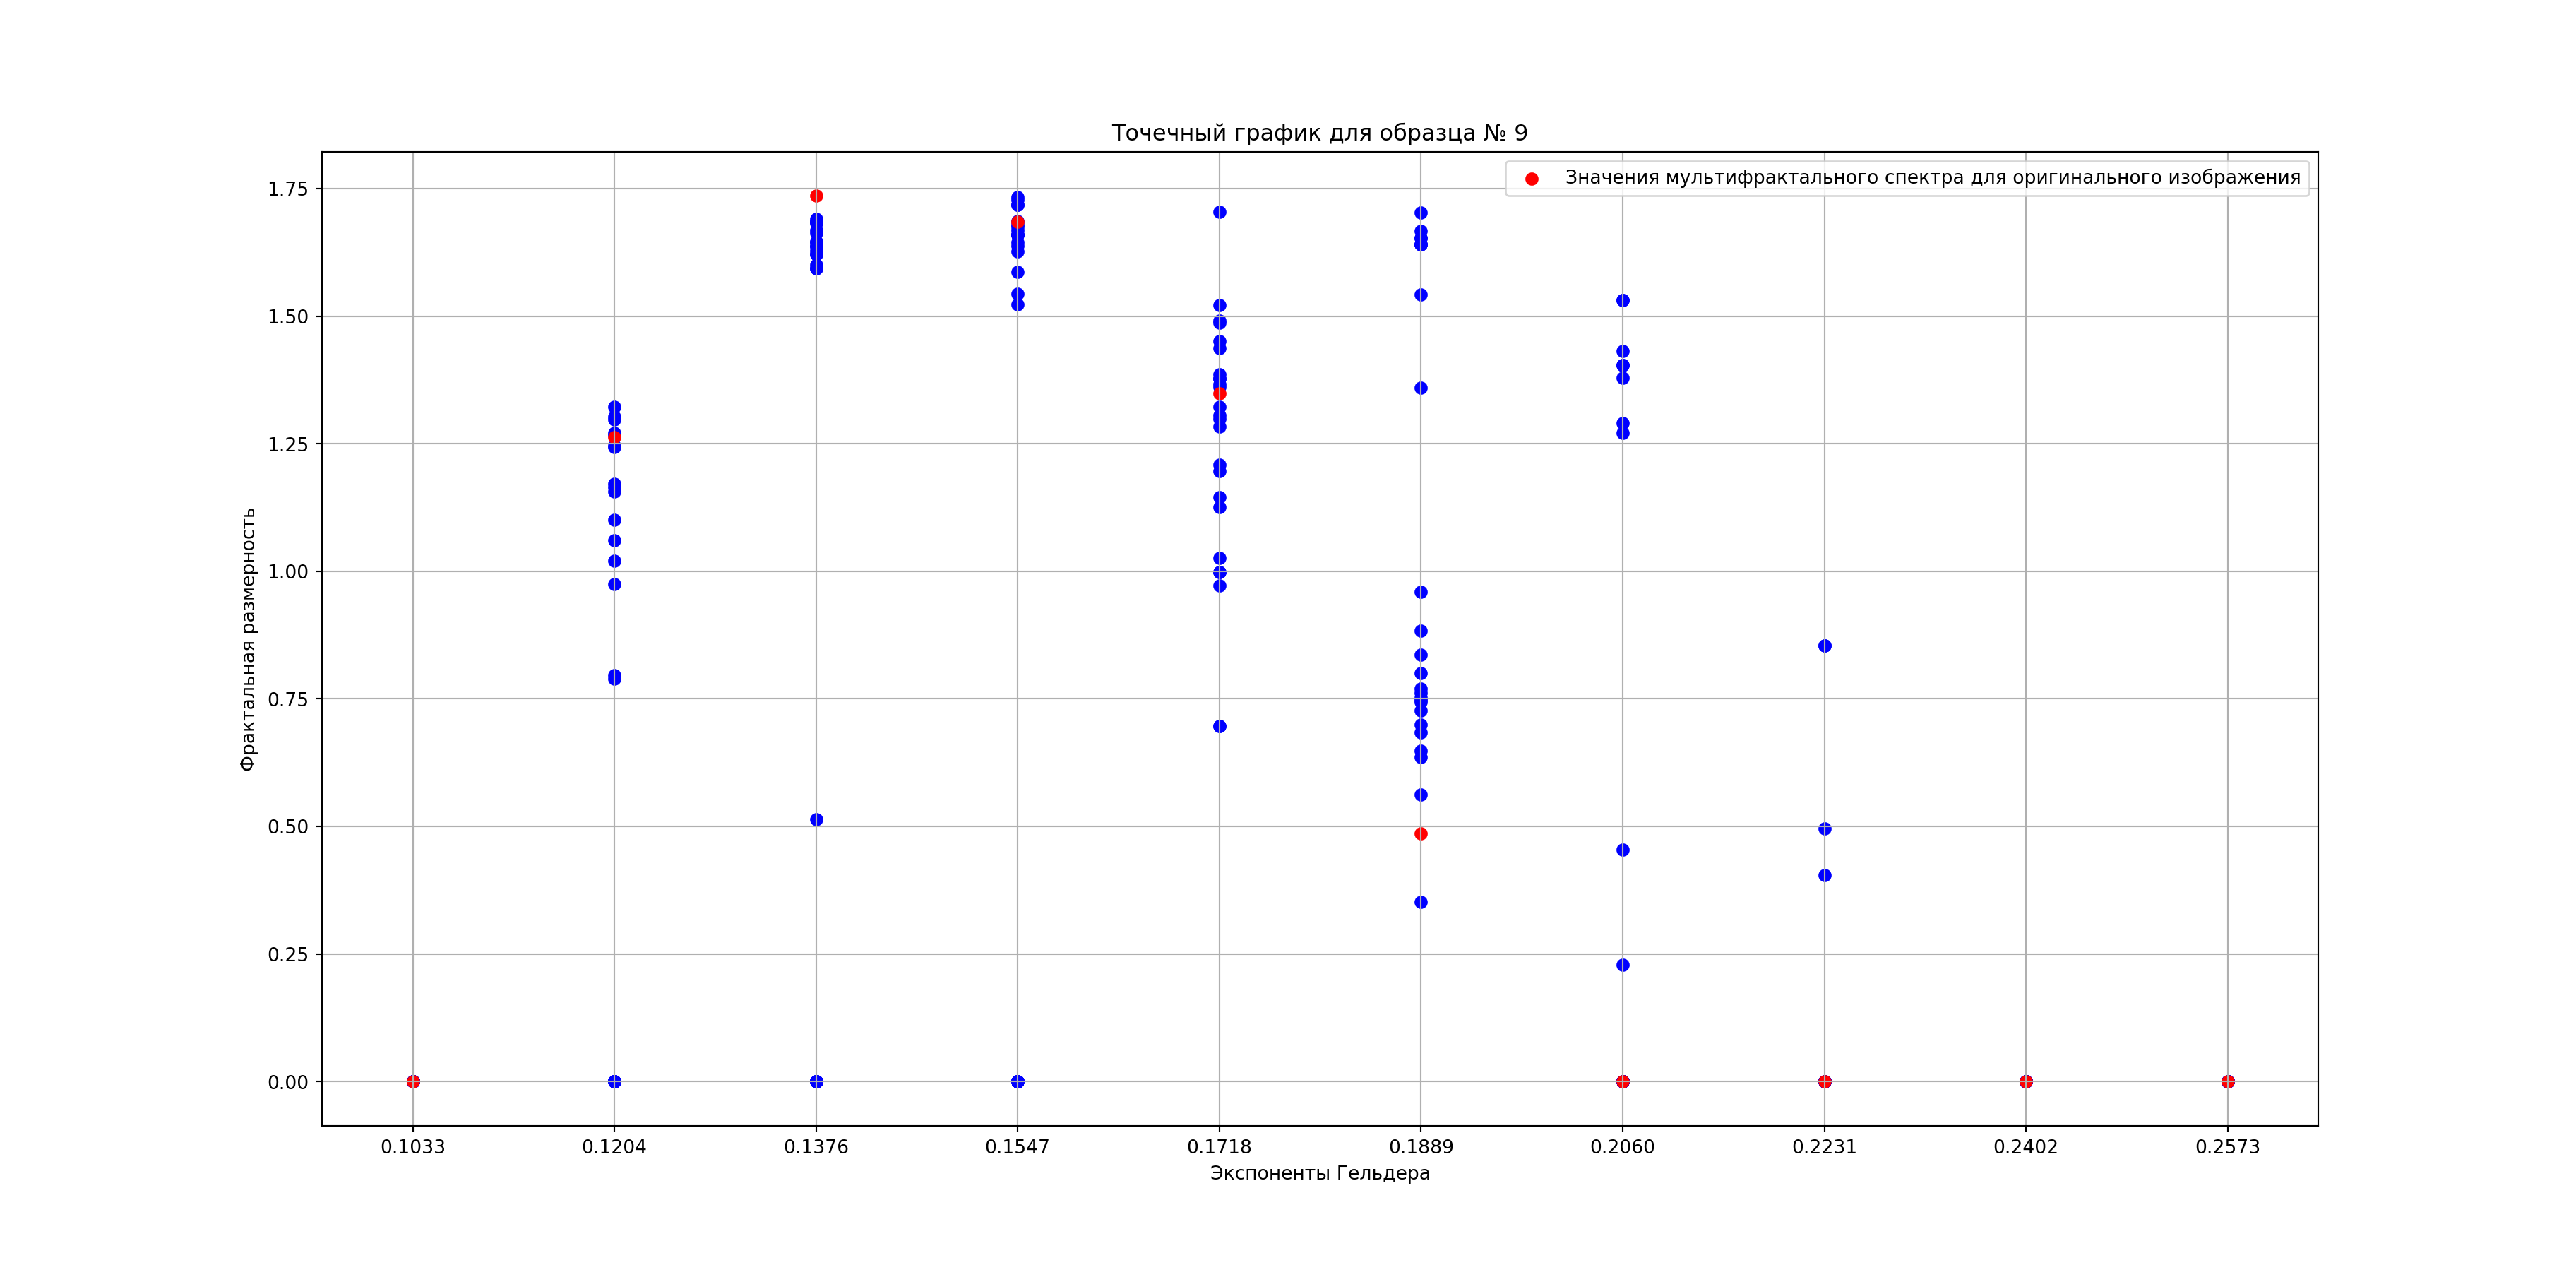 Точечный график для образца № 9
Значения мультифрактального спектра для оригинального изображения
Фрактальная размерность
1.75
1.50
1.25
1.00
0.75
0.50
0.25
0.00
0.1033 0.1204 0.1376 0.1547 0.1718 0.1889 0.2060 0.2231 0.2402 0.2573
Экспоненты Гельдера